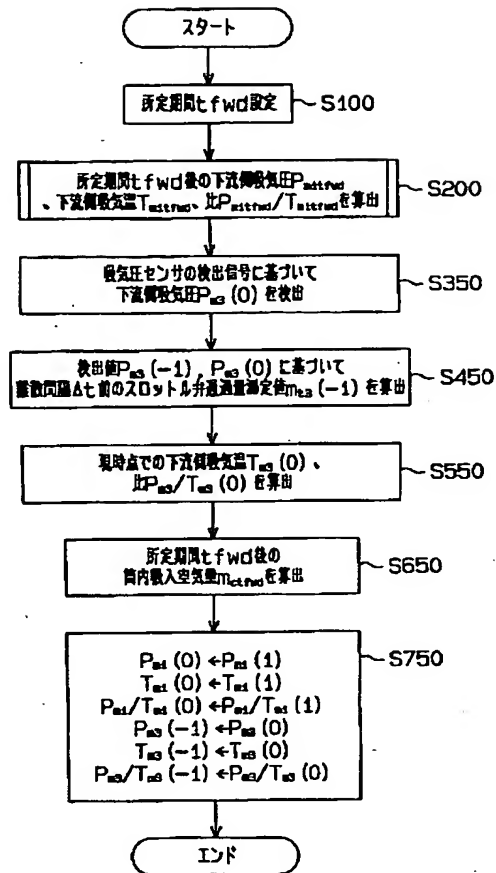 スタート
所定期間tfwd設定
S100
所定期間tfwd後の下流側吸気圧Pmitfwd
、下流側吸気温Tmitfwd、比Pmitfwd/Tmitfwdを算出
S200
吸気圧センサの検出信号に基づいて
下流側吸気圧Pm3(0)を検出
S350
検出値Pm3(-1),Pm3(0)に基づいて
離散間隔Δt前のスロットル弁通過量測定値mt3(-1)を算出
S450
現時点での下流側吸気温Tm3(0)、
比Pm3/Tm3(0)を算出
S550
所定期間tfwd後の
筒内吸入空気量mctfwdを算出
S650
Pm1(0)←Pm1(1)
Tm1(0)←Tm1(1)
Pm1/Tm1(0)←Pm1/Tm1(1)
Pm3(-1)←Pm3(0)
Tm3(-1)←Tm3(0)
Pm3/Tm3(-1)←Pm3/Tm3(0)
S750
エンド